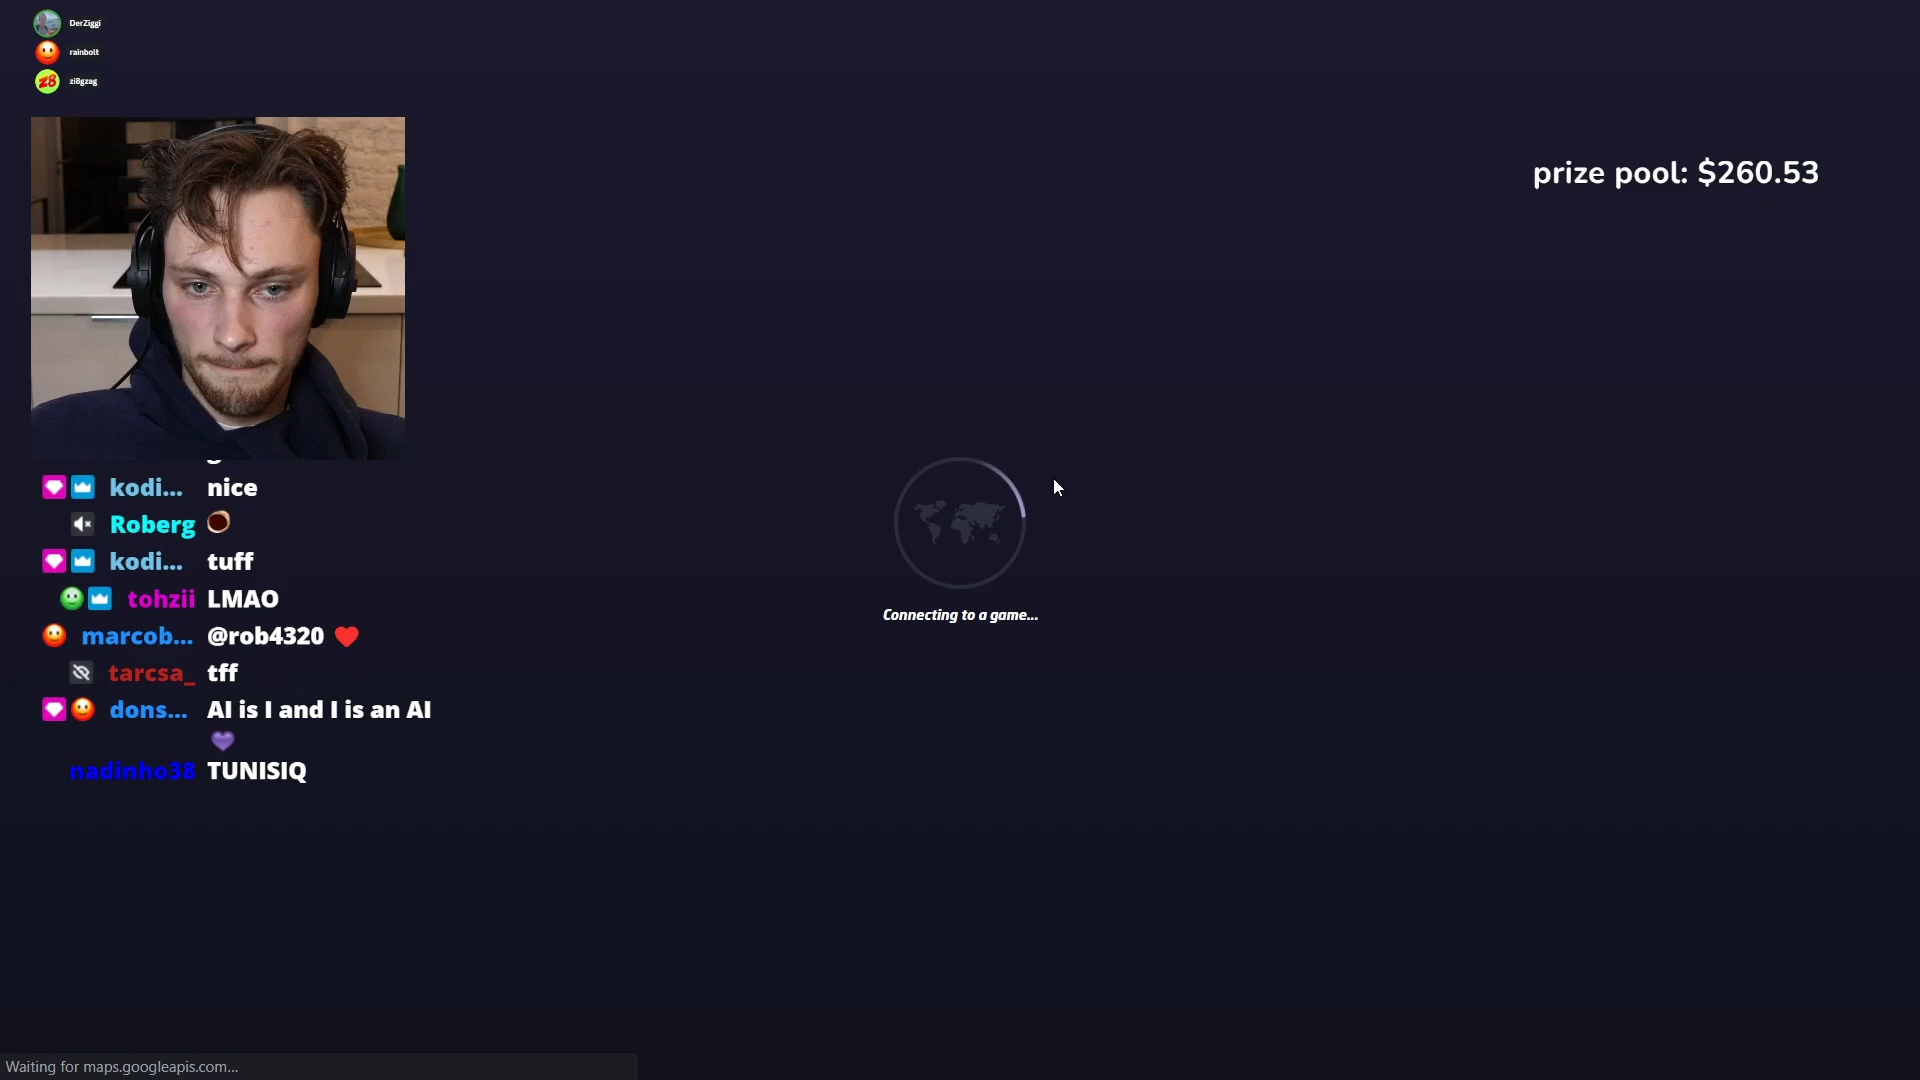 DerZiggi
rainbolt
z8
zi8gzag
prize pool: $260.53
kodi... nice
Roberg
kodi... tuff
tohzii LMAO
marcob... @rob4320
tarcsa_ tff
dons... AI is I and I is an AI
nadinho38 TUNISIQ
Connecting to a game...
Waiting for maps.googleapis.com...